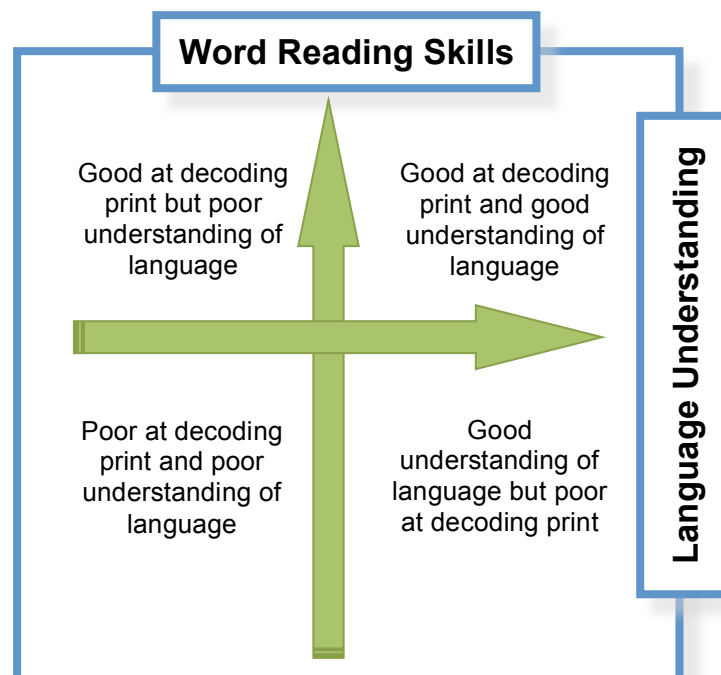 Word Reading Skills
Good at decoding
print but poor
understanding of
language
Good at decoding
print and good
understanding of
language
Language Understanding
Poor at decoding
print and poor
understanding of
language
Good
understanding of
language but poor
at decoding print